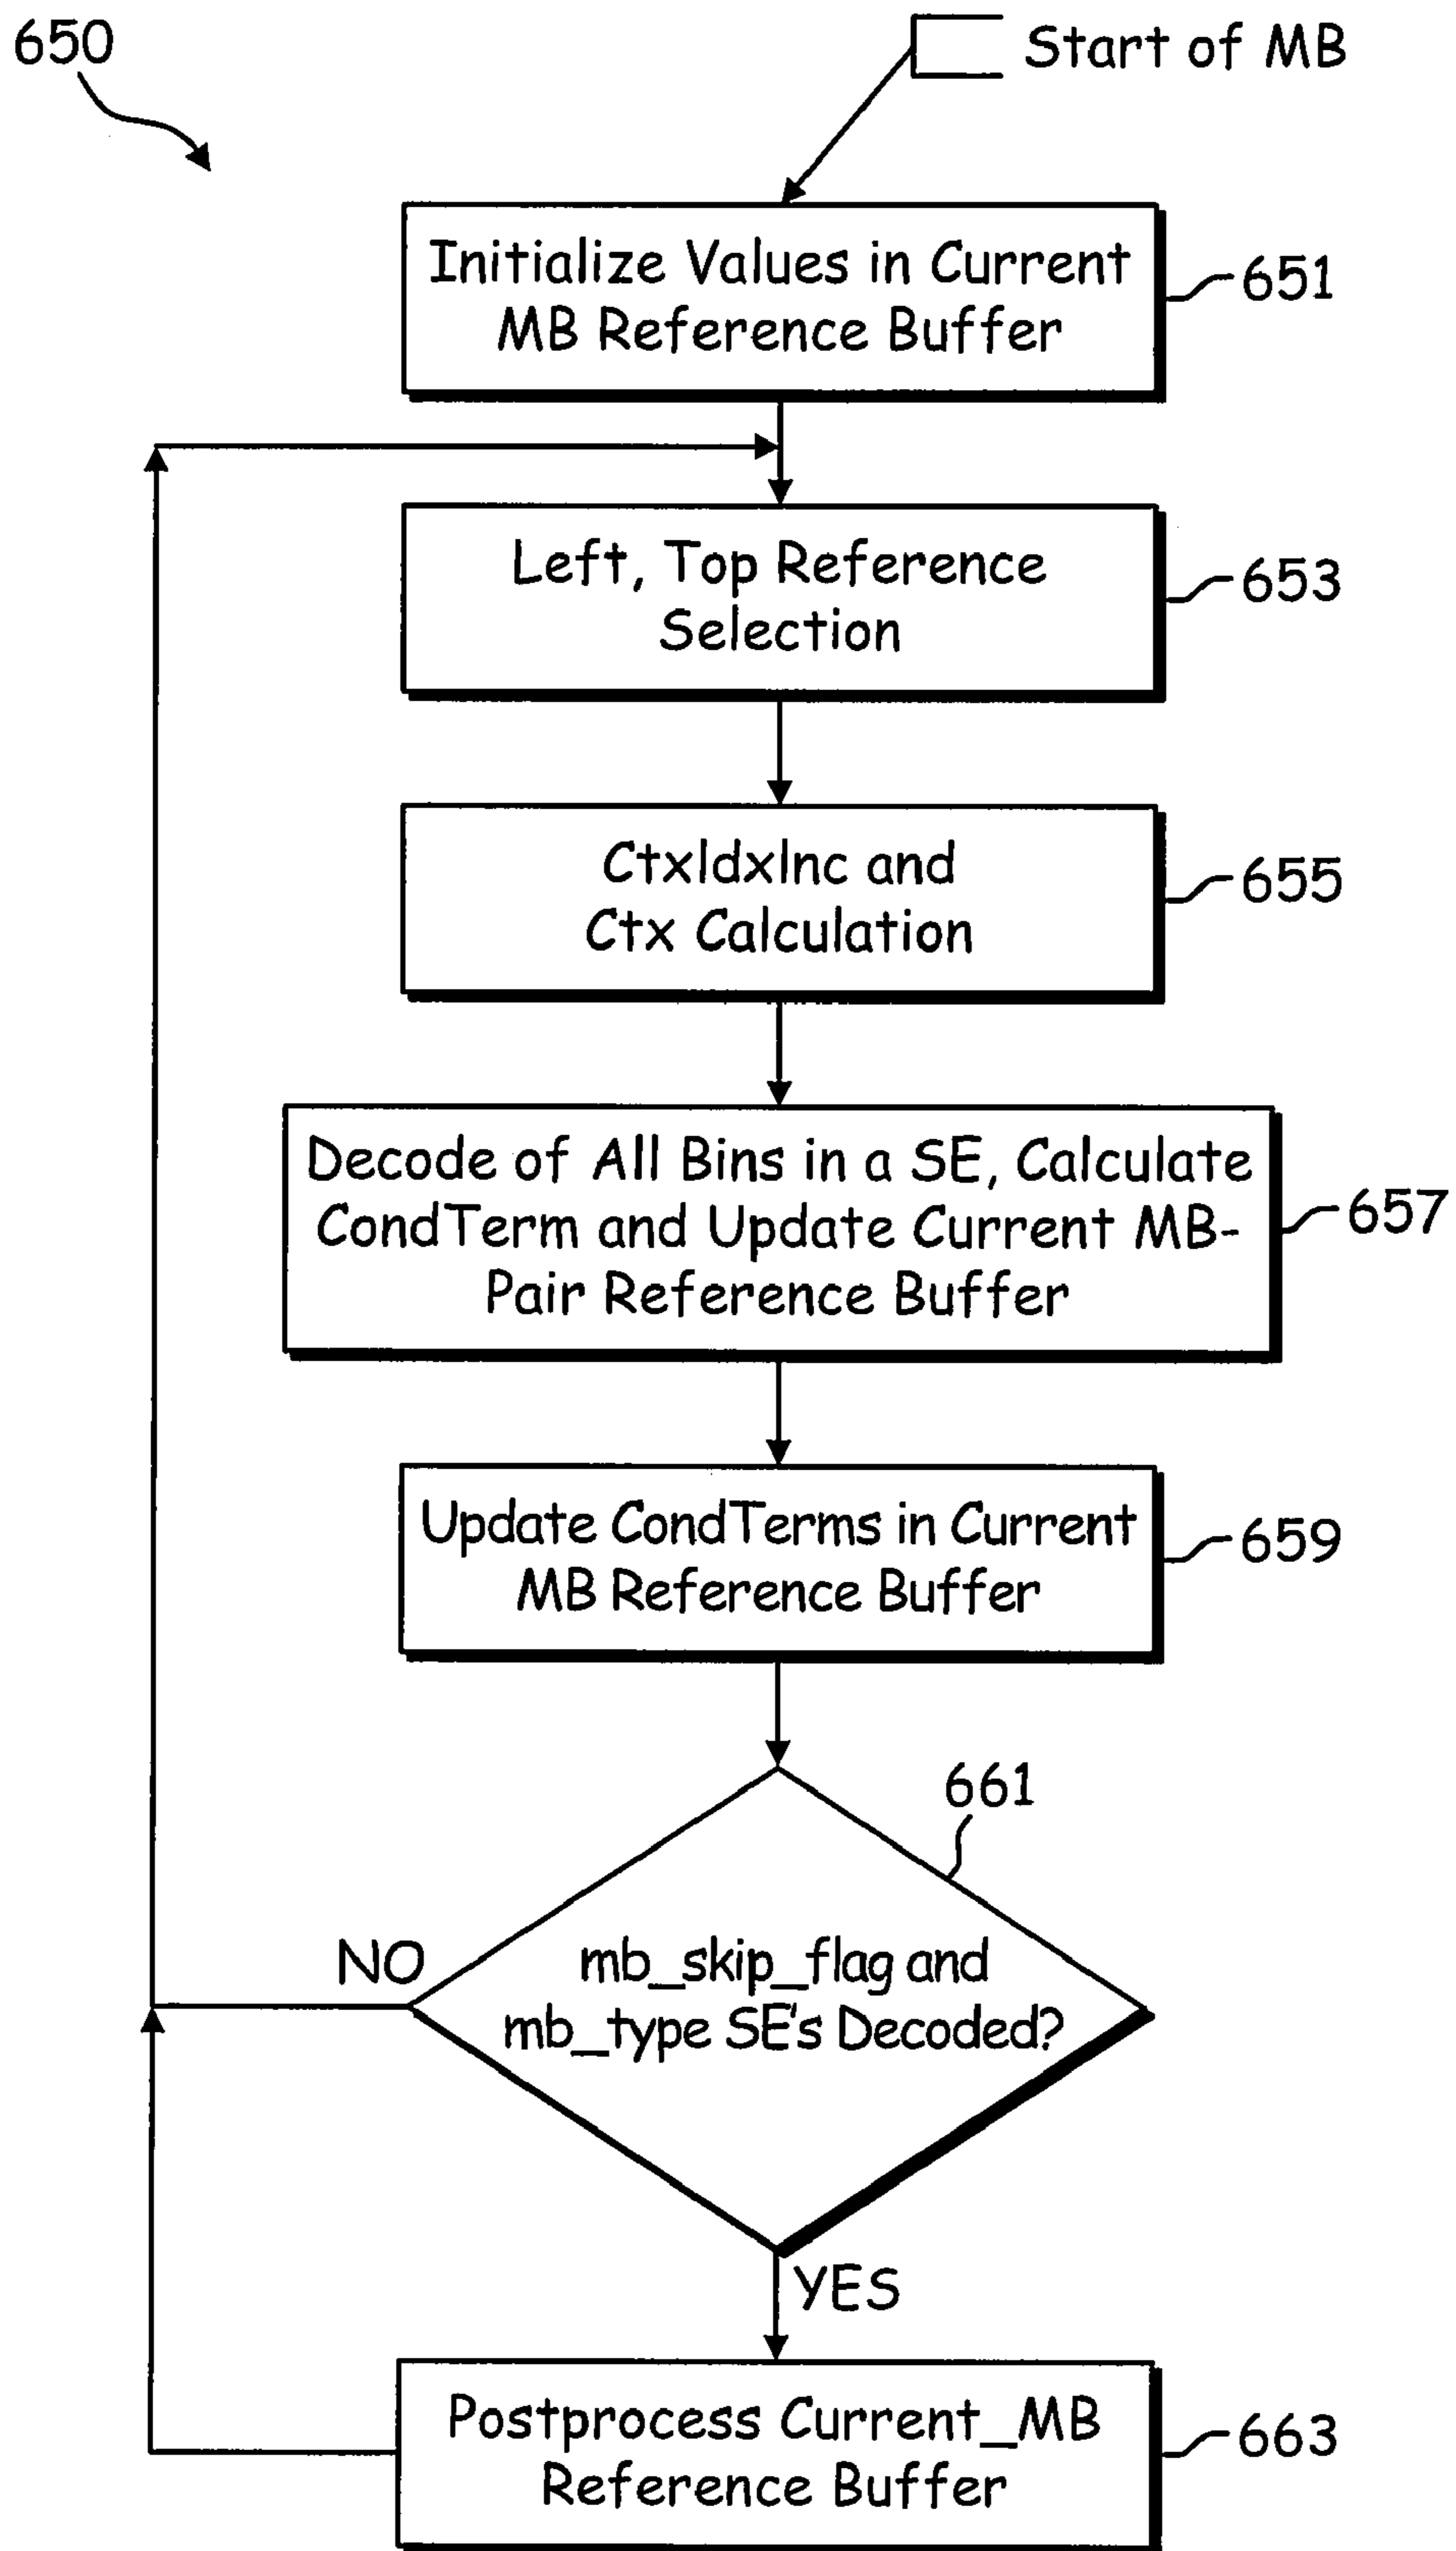 650
Start of MB
Initialize Values in Current
MB Reference Buffer
651
Left, Top Reference
Selection
653
CtxIdxInc and
Ctx Calculation
655
Decode of All Bins in a SE, Calculate
CondTerm and Update Current MB-
Pair Reference Buffer
657
Update CondTerms in Current
MB Reference Buffer
659
661
NO
mb_skip_flag and
mb_type SE's Decoded?
YES
Postprocess Current_MB
Reference Buffer
663